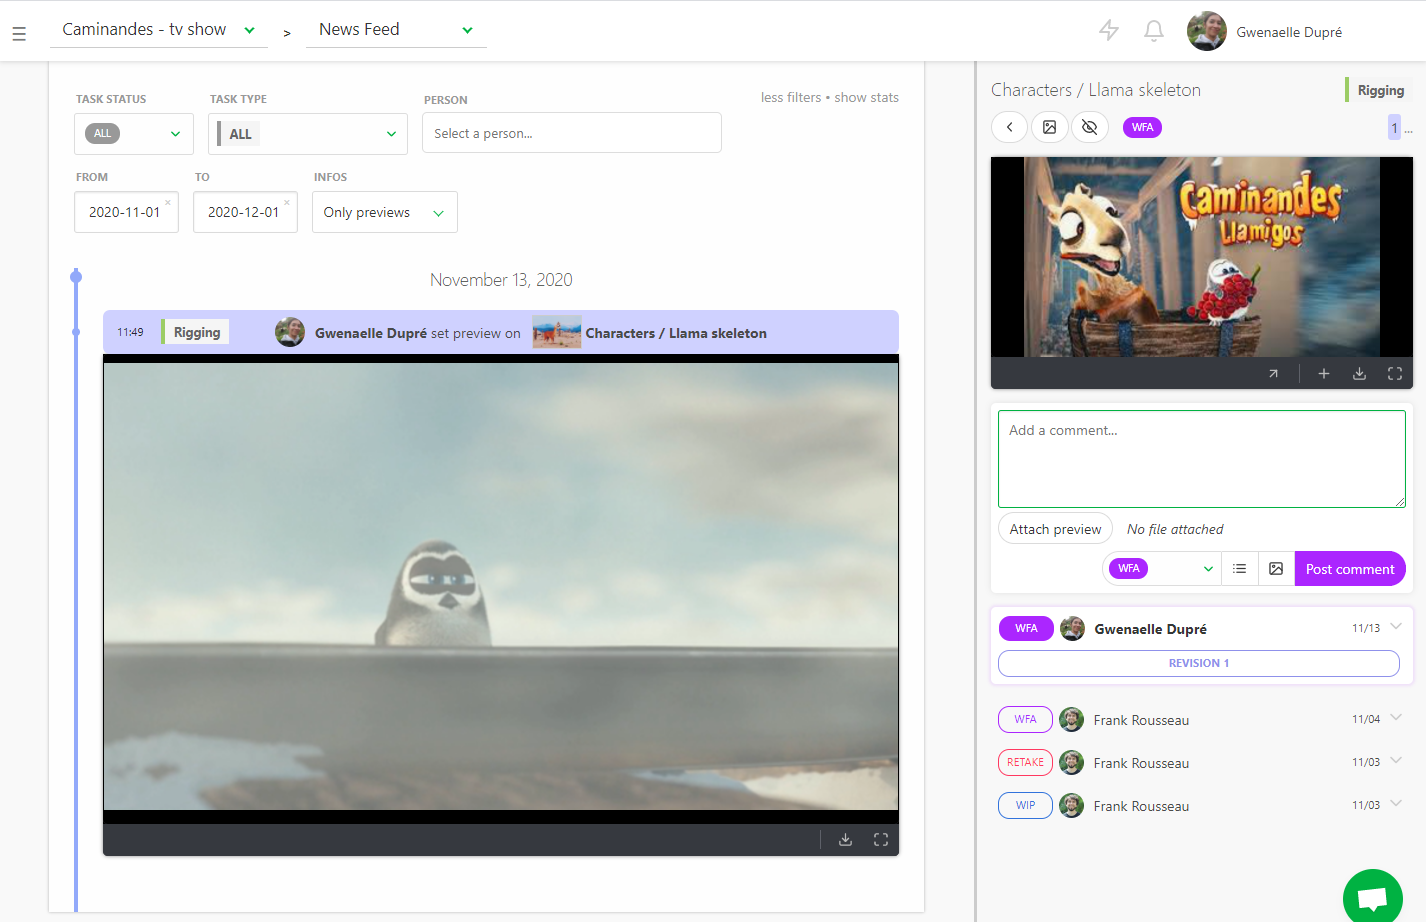 Caminandes - tv show > News Feed
Gwenaelle Dupré
TASK STATUS
TASK TYPE
PERSON
less filters • show stats
ALL
ALL
Select a person...
FROM
TO
INFOS
2020-11-01 ×
2020-12-01 ×
Only previews
November 13, 2020
11:49 Rigging Gwenaelle Dupré set preview on Characters / Llama skeleton
Characters / Llama skeleton
Rigging
WFA
1 ...
Caminandes
Llamigos
Add a comment...
Attach preview No file attached
WFA
Post comment
WFA Gwenaelle Dupré 11/13
REVISION 1
WFA Frank Rousseau 11/04
RETAKE Frank Rousseau 11/03
WIP Frank Rousseau 11/03